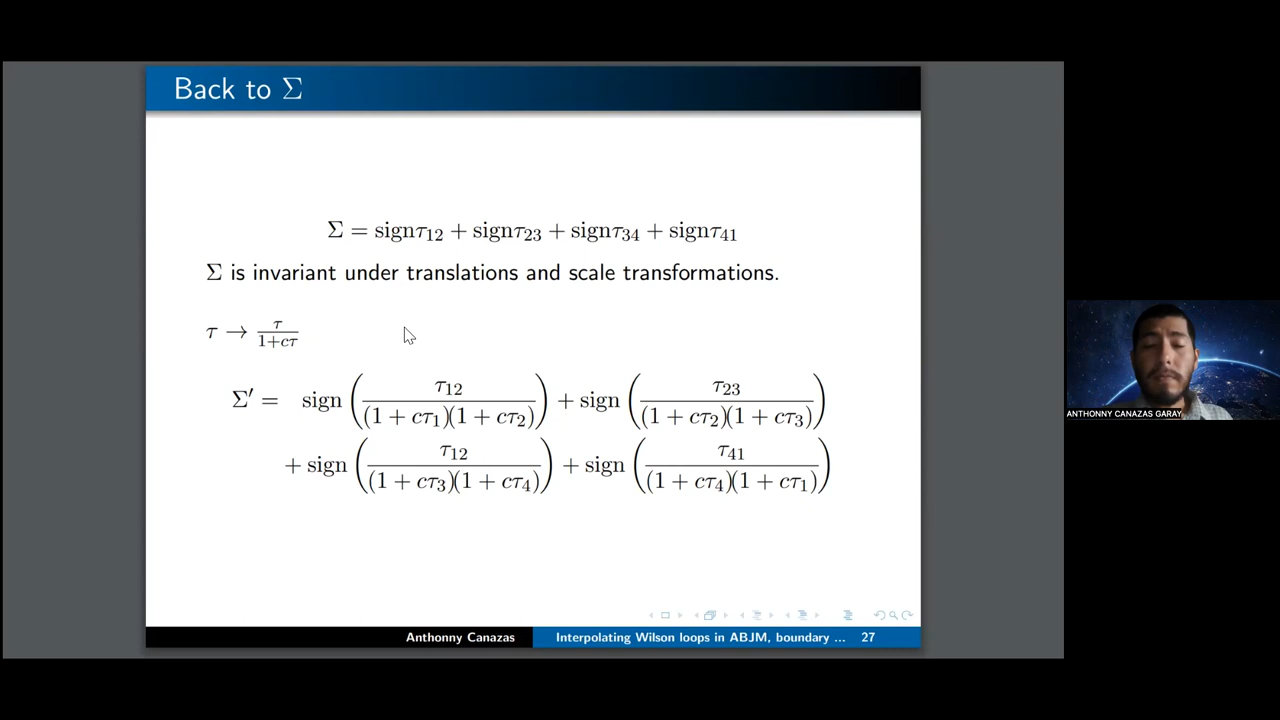 Back to Σ
Σ = signτ₁₂ + signτ₂₃ + signτ₃₄ + signτ₄₁
Σ is invariant under translations and scale transformations.
τ → τ/(1+cτ)
Σ′ = sign (τ₁₂/((1 + cτ₁)(1 + cτ₂))) + sign (τ₂₃/((1 + cτ₂)(1 + cτ₃)))
+ sign (τ₁₂/((1 + cτ₃)(1 + cτ₄))) + sign (τ₄₁/((1 + cτ₄)(1 + cτ₁)))
ANTHONNY CANAZAS GARAY
Anthonny Canazas Interpolating Wilson loops in ABJM, boundary ... 27